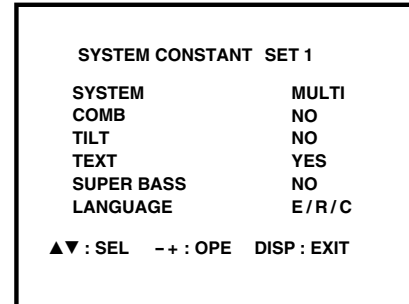 SYSTEM CONSTANT SET 1
SYSTEM MULTI
COMB NO
TILT NO
TEXT YES
SUPER BASS NO
LANGUAGE E/R/C
▲▼ : SEL –+ : OPE DISP : EXIT